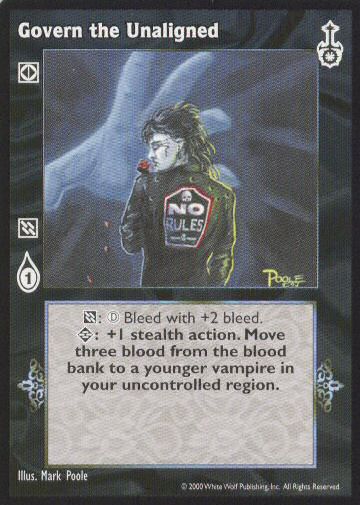 Govern the Unaligned
NO
RULES
POOLE
1
: D Bleed with +2 bleed.
: +1 stealth action. Move
three blood from the blood
bank to a younger vampire in
your uncontrolled region.
Illus. Mark Poole
© 2000 White Wolf Publishing, Inc. All Rights Reserved.